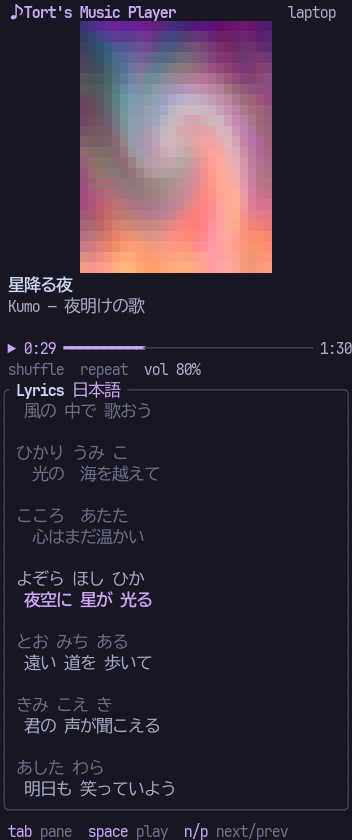 ♪Tort's Music Player laptop
星降る夜
Kumo — 夜明けの歌
▶ 0:29 1:30
shuffle repeat vol 80%
Lyrics 日本語
風の 中で 歌おう
ひかり うみ こ
光の 海を越えて
こころ あたた
心はまだ温かい
よぞら ほし ひか
夜空に 星が 光る
とお みち ある
遠い 道を 歩いて
きみ こえ き
君の 声が聞こえる
あした わら
明日も 笑っていよう
tab pane space play n/p next/prev